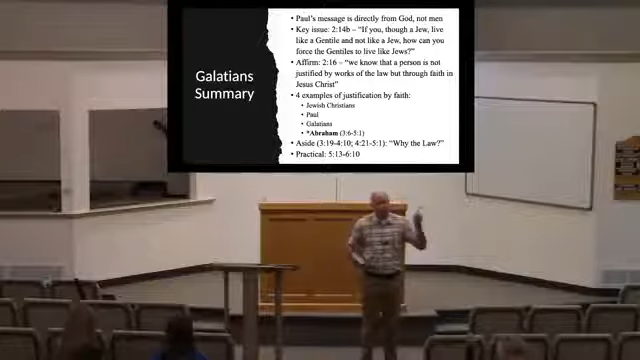 Galatians
Summary
• Paul's message is directly from God, not men
• Key issue: 2:14b – "If you, though a Jew, live
like a Gentile and not like a Jew, how can you
force the Gentiles to live like Jews?"
• Affirm: 2:16 – "we know that a person is not
justified by works of the law but through faith in
Jesus Christ"
• 4 examples of justification by faith:
• Jewish Christians
• Paul
• Galatians
• *Abraham (3:6-5:1)
• Aside (3:19-4:10; 4:21-5:1): "Why the Law?"
• Practical: 5:13-6:10